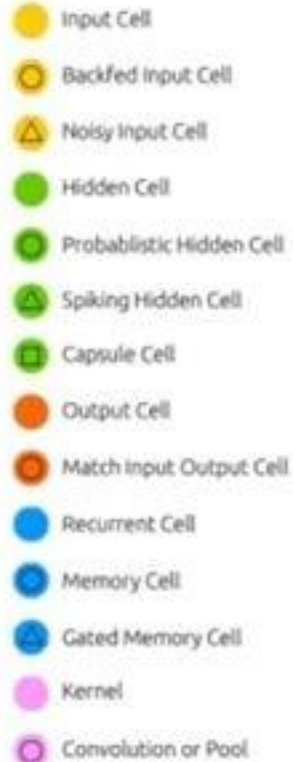 Input Cell
Backfed Input Cell
Noisy Input Cell
Hidden Cell
Probablistic Hidden Cell
Spiking Hidden Cell
Capsule Cell
Output Cell
Match Input Output Cell
Recurrent Cell
Memory Cell
Gated Memory Cell
Kernel
Convolution or Pool